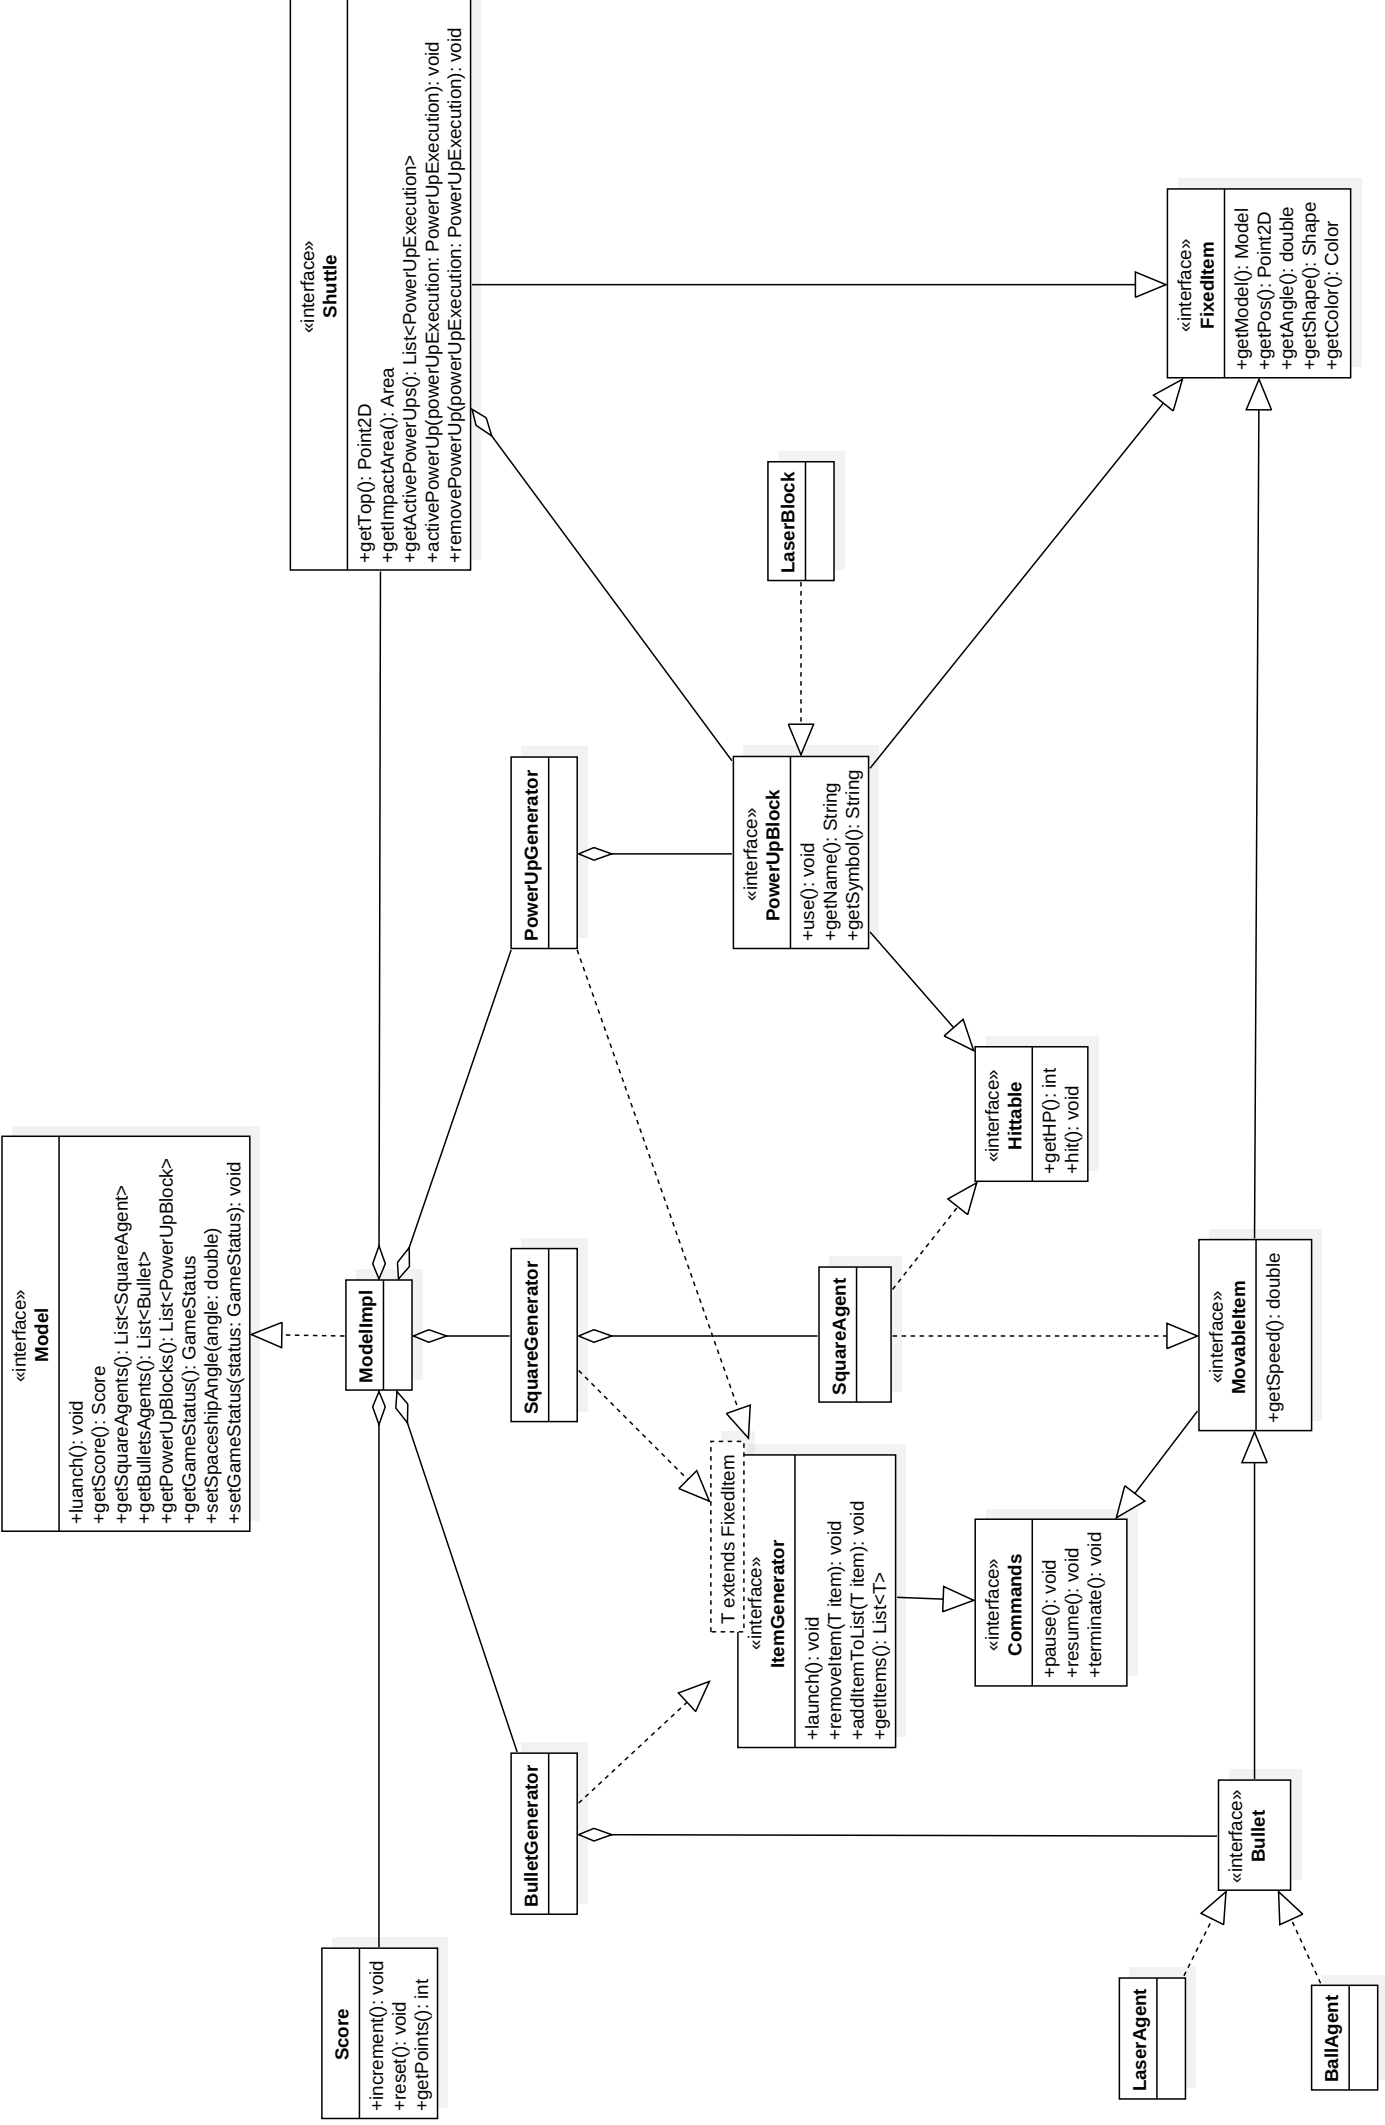 «interface»
Model
+luanch(): void
+getScore(): Score
+getSquareAgents(): List<SquareAgent>
+getBulletsAgents(): List<Bullet>
+getPowerUpBlocks(): List<PowerUpBlock>
+getGameStatus(): GameStatus
+setSpaceshipAngle(angle: double)
+setGameStatus(status: GameStatus): void
Score
+increment(): void
+reset(): void
+getPoints(): int
ModelImpl
«interface»
Shuttle
+getTop(): Point2D
+getImpactArea(): Area
+getActivePowerUps(): List<PowerUpExecution>
+activePowerUp(powerUpExecution: PowerUpExecution): void
+removePowerUp(powerUpExecution: PowerUpExecution): void
BulletGenerator
SquareGenerator
PowerUpGenerator
T extends FixedItem
«interface»
ItemGenerator
+launch(): void
+removeItem(T item): void
+addItemToList(T item): void
+getItems(): List<T>
SquareAgent
«interface»
PowerUpBlock
+use(): void
+getName(): String
+getSymbol(): String
LaserBlock
«interface»
Commands
+pause(): void
+resume(): void
+terminate(): void
«interface»
Hittable
+getHP(): int
+hit(): void
LaserAgent
BallAgent
«interface»
Bullet
«interface»
MovableItem
+getSpeed(): double
«interface»
FixedItem
+getModel(): Model
+getPos(): Point2D
+getAngle(): double
+getShape(): Shape
+getColor(): Color